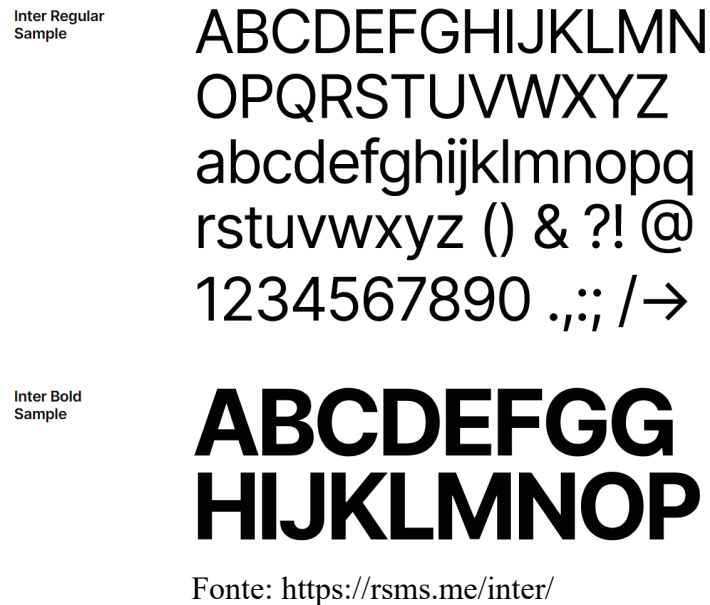 Inter Regular
Sample
ABCDEFGHIJKLMN
OPQRSTUVWXYZ
abcdefghijklmnopq
rstuvwxyz () & ?! @
1234567890 .,:; /→
Inter Bold
Sample
ABCDEFGG
HIJKLMNOP
Fonte: https://rsms.me/inter/